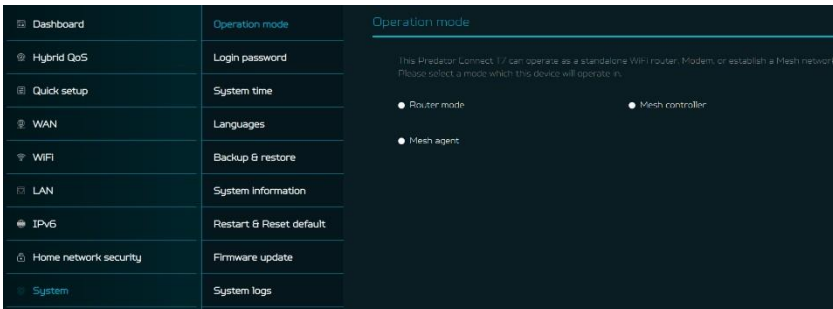 Dashboard
Hybrid QoS
Quick setup
WAN
WiFi
LAN
IPv6
Home network security
System
Operation mode
Login password
System time
Languages
Backup & restore
System information
Restart & Reset default
Firmware update
System logs
Operation mode
This Predator Connect T7 can operate as a standalone WiFi router, Modem, or establish a Mesh networ
Please select a mode which this device will operate in.
Router mode
Mesh controller
Mesh agent